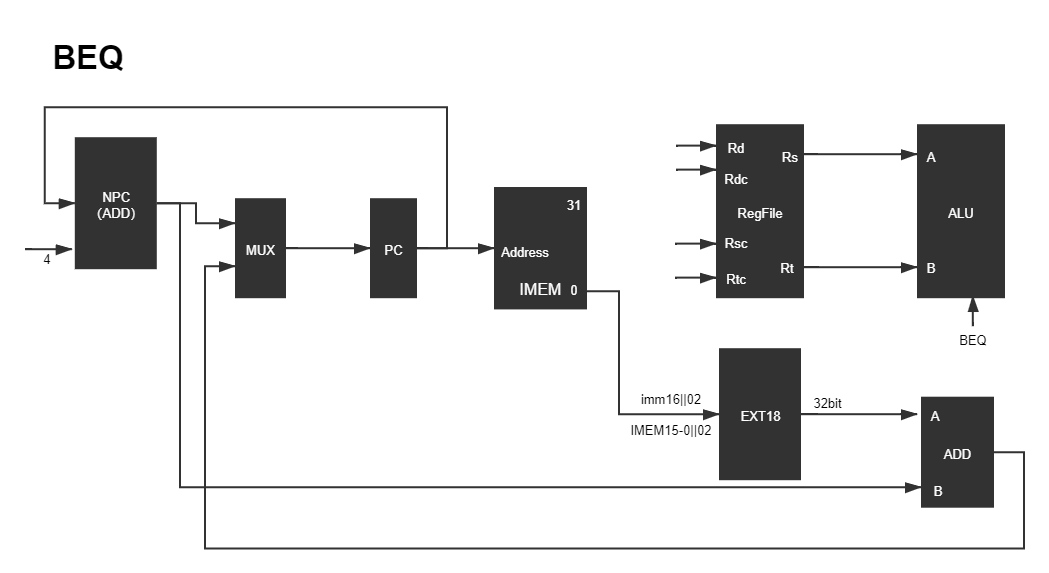 BEQ
NPC
(ADD)
4
MUX
PC
31
Address
IMEM 0
Rd
Rs
Rdc
RegFile
Rsc
Rt
Rtc
A
ALU
B
BEQ
imm16||02
IMEM15-0||02
EXT18
32bit
A
ADD
B